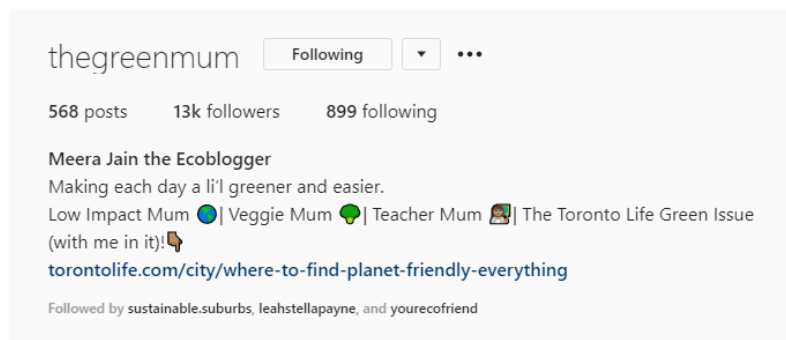 thegreenmum Following
568 posts 13k followers 899 following
Meera Jain the Ecoblogger
Making each day a li'l greener and easier.
Low Impact Mum 🌎| Veggie Mum 🥦| Teacher Mum 👩🏽‍🏫| The Toronto Life Green Issue
(with me in it)!👇🏾
torontolife.com/city/where-to-find-planet-friendly-everything
Followed by sustainable.suburbs, leahstellapayne, and yourecofriend